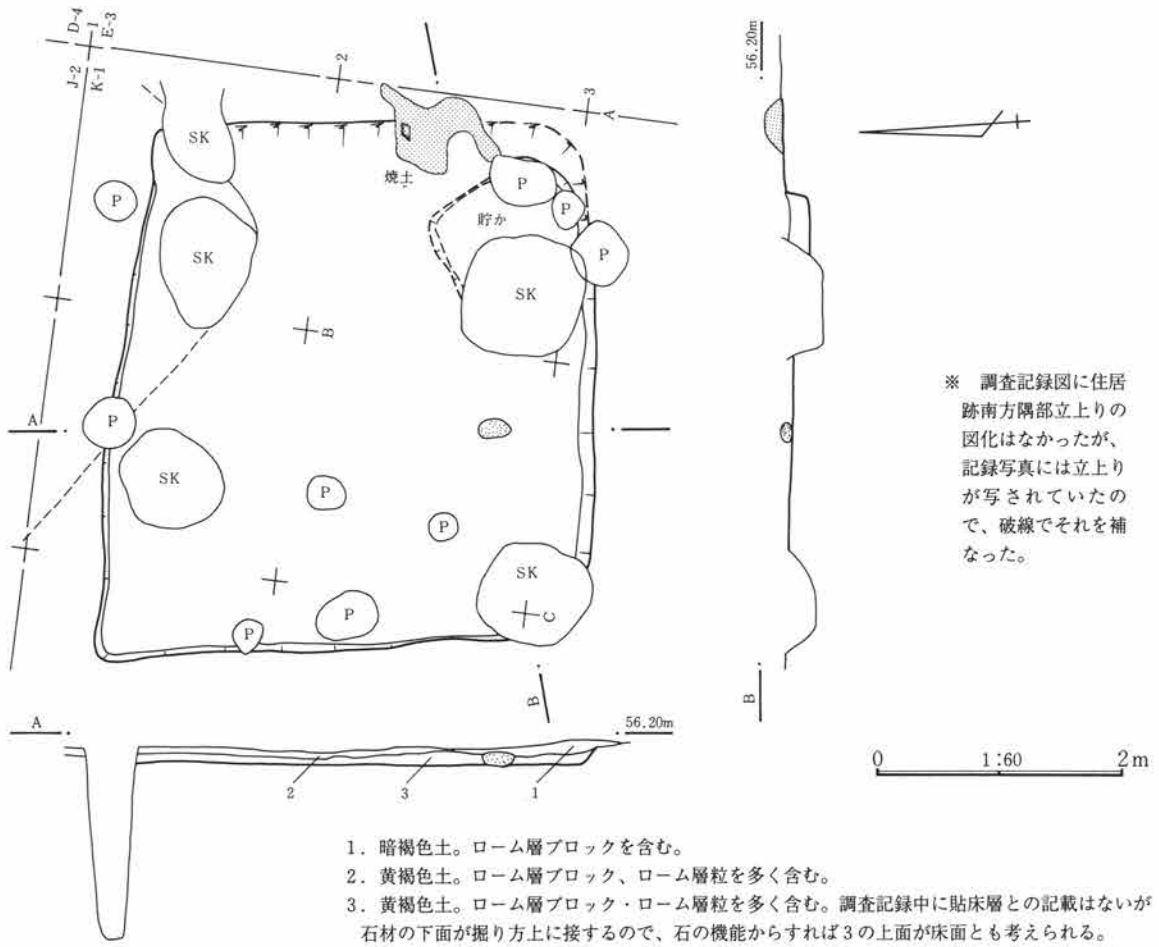 D-4
1
E-3
J-2
K-1
2
3
A
56.20m
SK
P
焼土
P
P
貯か
SK
P
SK
B
※ 調査記録図に住居
跡南方隅部立上りの
図化はなかったが、
記録写真には立上り
が写されていたの
で、破線でそれを補
なった。
A
P
SK
P
P
SK
C
P
P
B
B
A
56.20m
2
3
1
0
1:60
2m
1. 暗褐色土。ローム層ブロックを含む。
2. 黄褐色土。ローム層ブロック、ローム層粒を多く含む。
3. 黄褐色土。ローム層ブロック・ローム層粒を多く含む。調査記録中に貼床層との記載はないが
石材の下面が掘り方上に接するので、石の機能からすれば3の上面が床面とも考えられる。